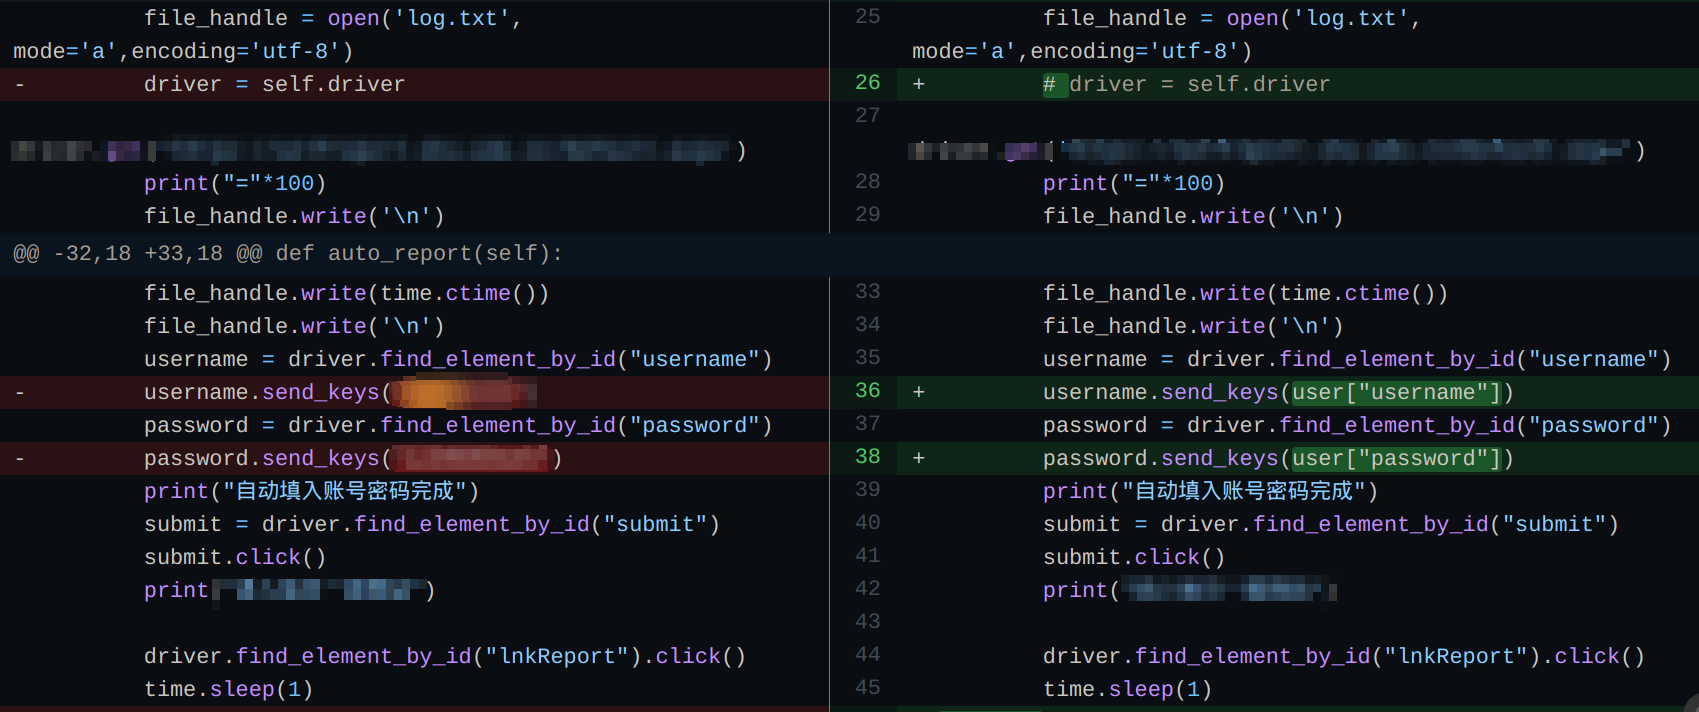 file_handle = open('log.txt',
mode='a',encoding='utf-8')
- driver = self.driver
)
print("="*100)
file_handle.write('\n')
@@ -32,18 +33,18 @@ def auto_report(self):
file_handle.write(time.ctime())
file_handle.write('\n')
username = driver.find_element_by_id("username")
- username.send_keys(
password = driver.find_element_by_id("password")
- password.send_keys( )
print("自动填入账号密码完成")
submit = driver.find_element_by_id("submit")
submit.click()
print )
driver.find_element_by_id("lnkReport").click()
time.sleep(1)
25 file_handle = open('log.txt',
mode='a',encoding='utf-8')
26 + # driver = self.driver
27
)
28 print("="*100)
29 file_handle.write('\n')
33 file_handle.write(time.ctime())
34 file_handle.write('\n')
35 username = driver.find_element_by_id("username")
36 + username.send_keys(user["username"])
37 password = driver.find_element_by_id("password")
38 + password.send_keys(user["password"])
39 print("自动填入账号密码完成")
40 submit = driver.find_element_by_id("submit")
41 submit.click()
42 print(
43
44 driver.find_element_by_id("lnkReport").click()
45 time.sleep(1)